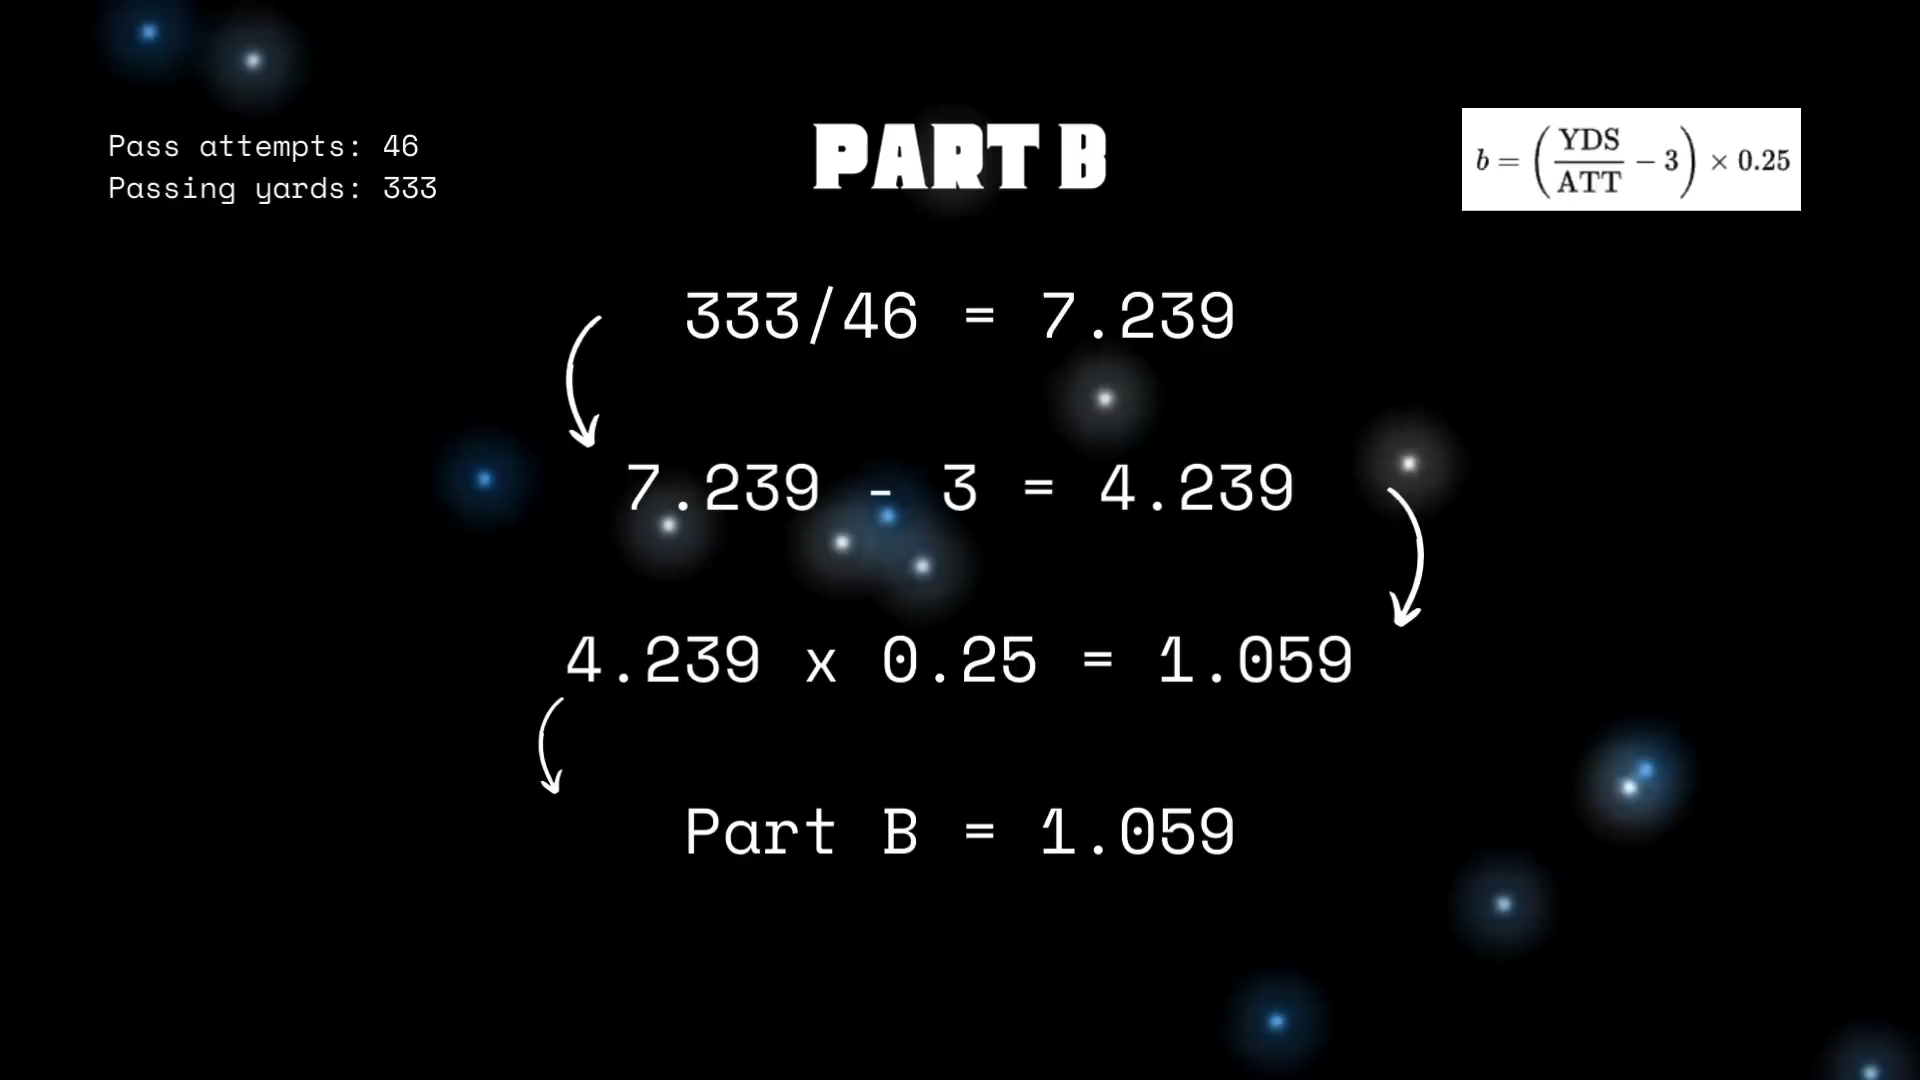 Pass attempts: 46
Passing yards: 333
PART B
b = (YDS/ATT − 3) × 0.25
333/46 = 7.239
7.239 - 3 = 4.239
4.239 x 0.25 = 1.059
Part B = 1.059